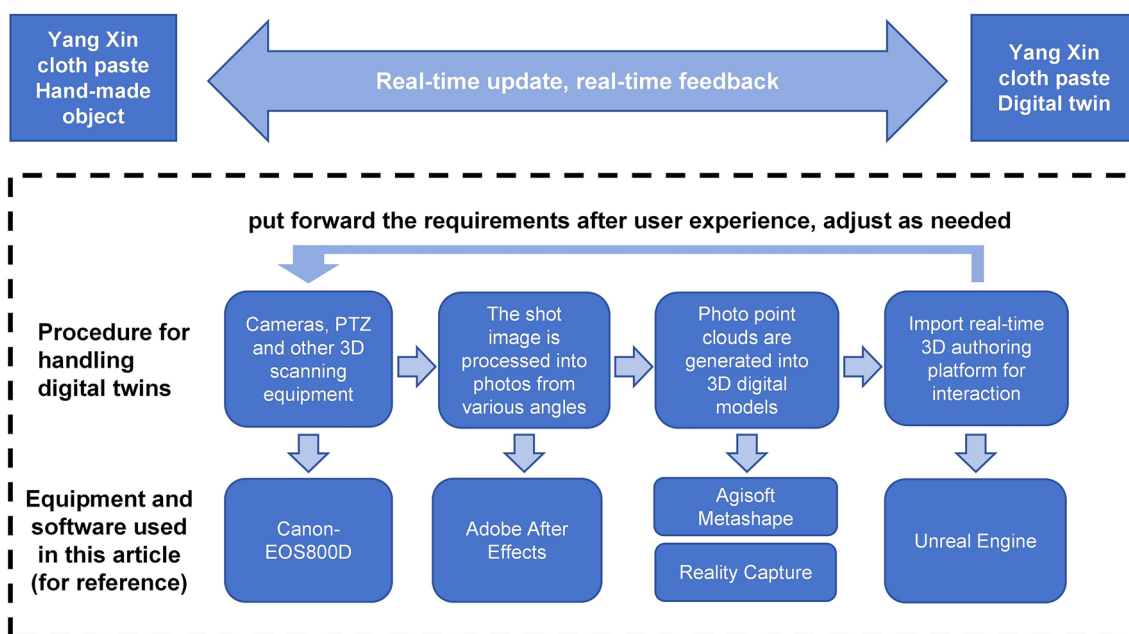 Yang Xin
cloth paste
Hand-made
object
Real-time update, real-time feedback
Yang Xin
cloth paste
Digital twin
put forward the requirements after user experience, adjust as needed
Procedure for
handling
digital twins
Cameras, PTZ
and other 3D
scanning
equipment
The shot
image is
processed into
photos from
various angles
Photo point
clouds are
generated into
3D digital
models
Import real-time
3D authoring
platform for
interaction
Equipment and
software used
in this article
(for reference)
Canon-
EOS800D
Adobe After
Effects
Agisoft
Metashape
Reality Capture
Unreal Engine